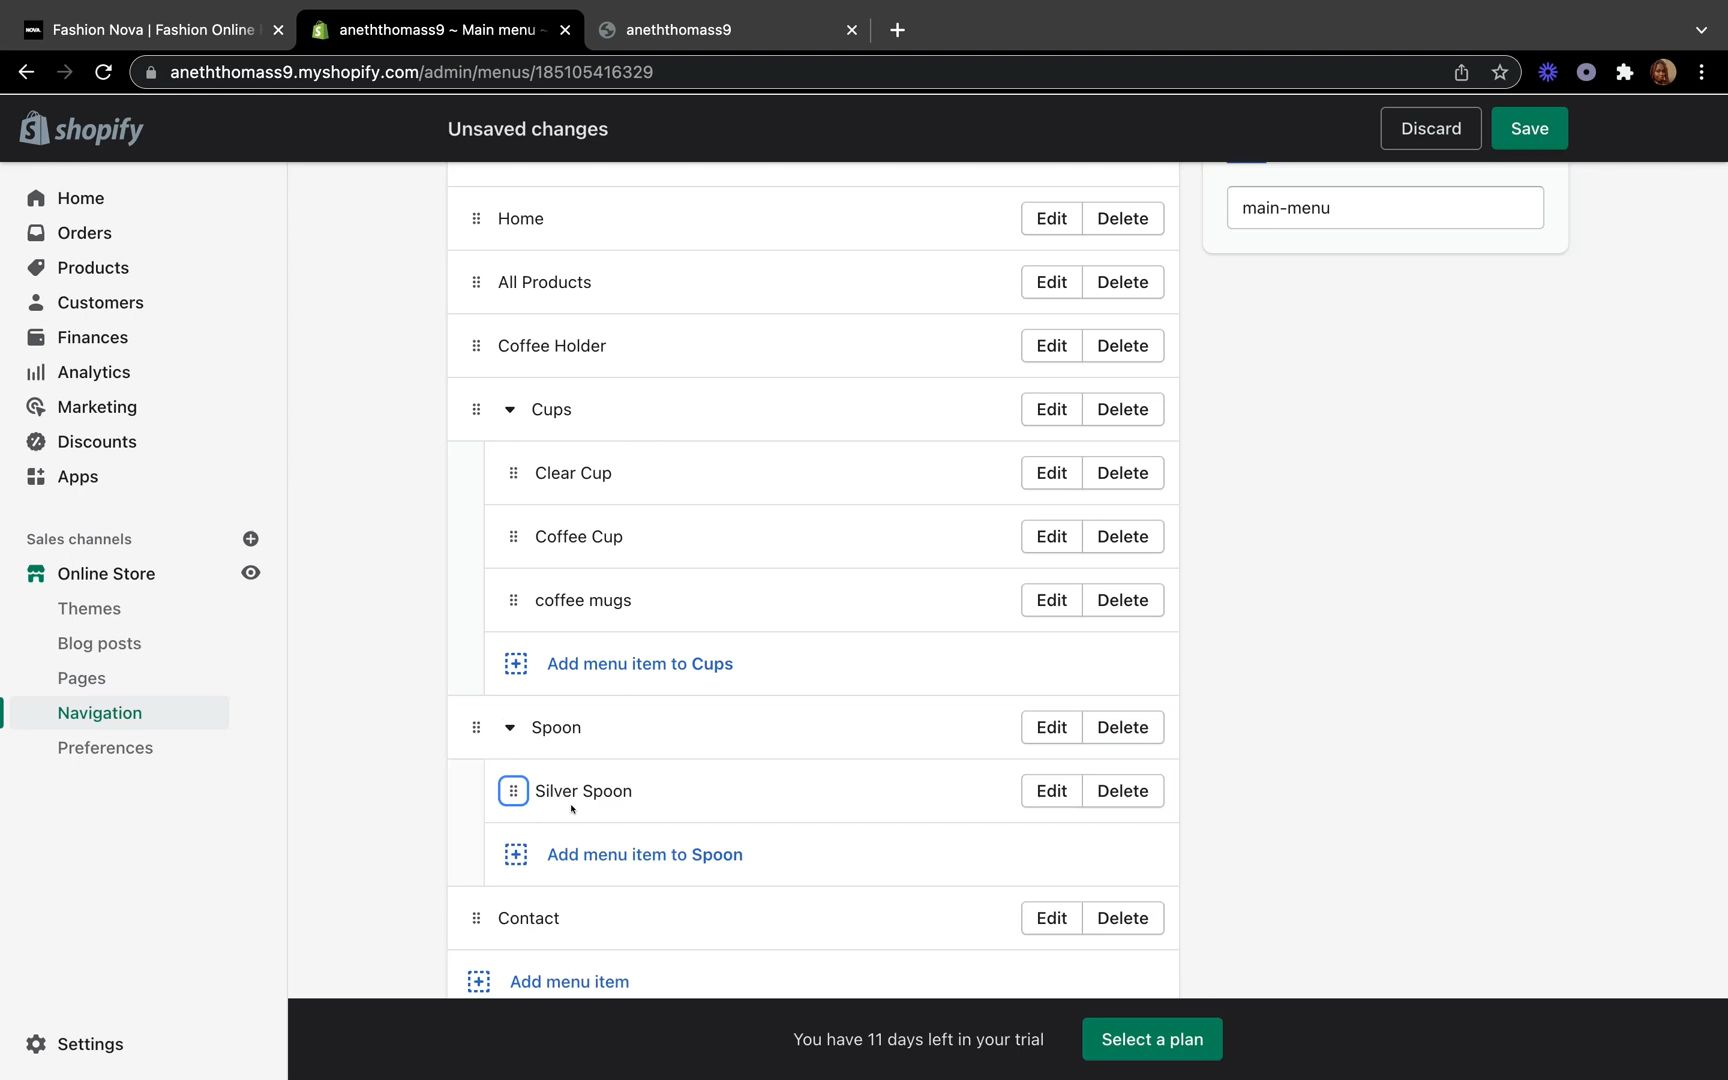 NOVA Fashion Nova | Fashion Online
aneththomass9 ~ Main menu ~
aneththomass9
aneththomass9.myshopify.com/admin/menus/185105416329
shopify
Unsaved changes
Discard
Save
Home
Orders
Products
Customers
Finances
Analytics
Marketing
Discounts
Apps
Sales channels
Online Store
Themes
Blog posts
Pages
Navigation
Preferences
Settings
Home Edit Delete
All Products Edit Delete
Coffee Holder Edit Delete
Cups Edit Delete
Clear Cup Edit Delete
Coffee Cup Edit Delete
coffee mugs Edit Delete
Add menu item to Cups
Spoon Edit Delete
Silver Spoon Edit Delete
Add menu item to Spoon
Contact Edit Delete
Add menu item
main-menu
You have 11 days left in your trial
Select a plan